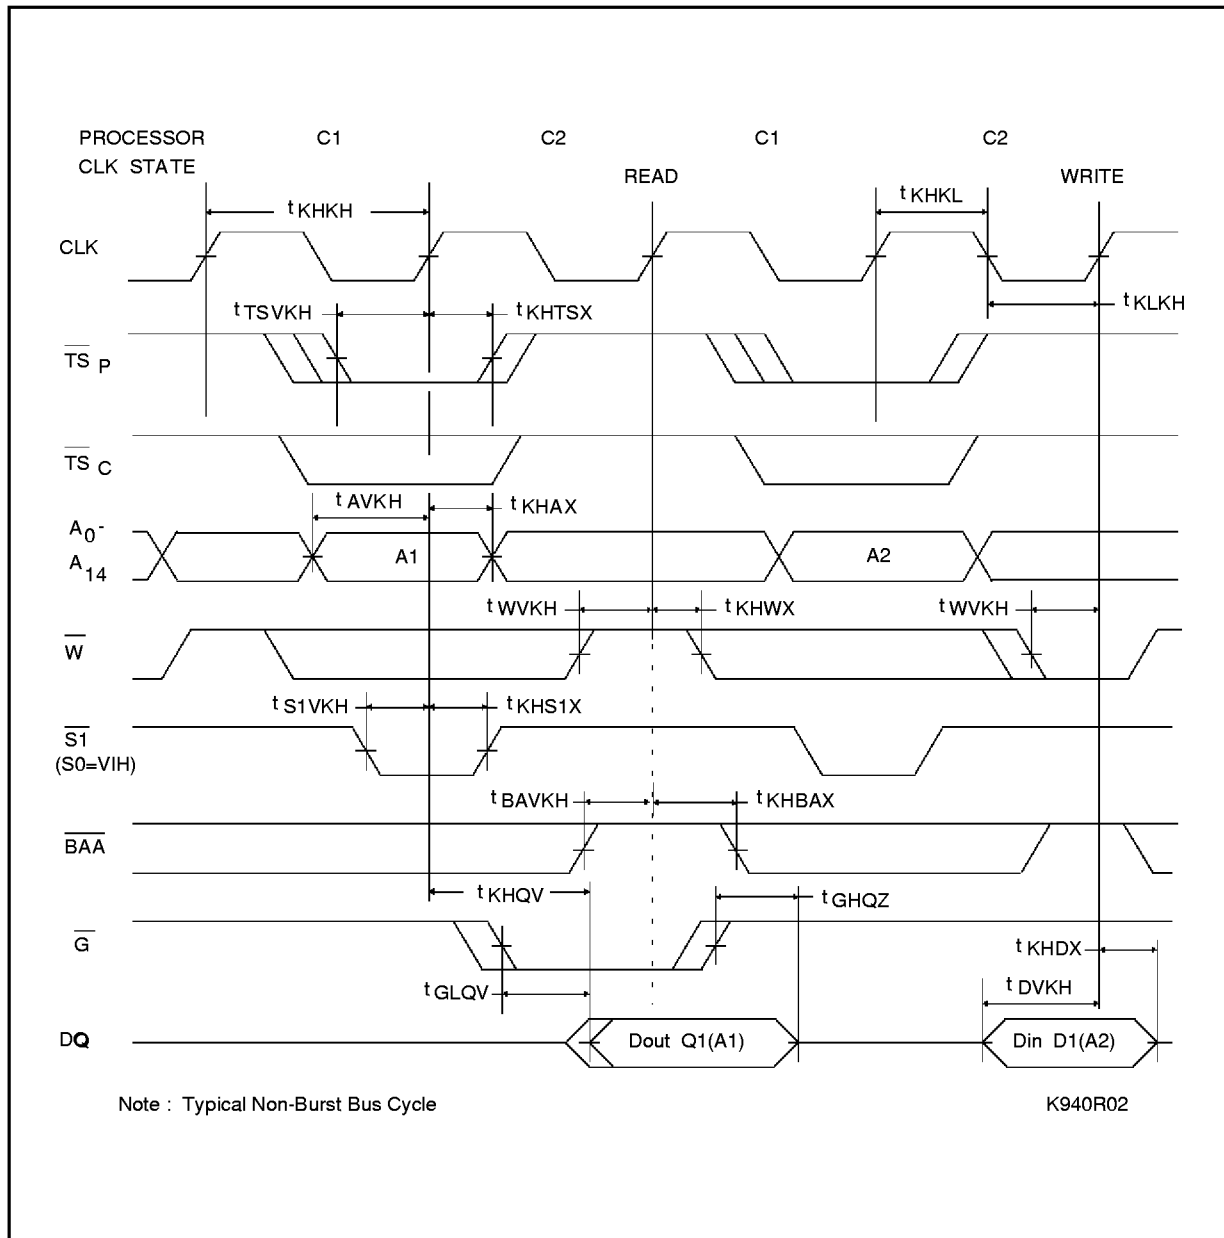 PROCESSOR CLK STATE C1 C2 C1 C2
READ WRITE
t KHKH t KHKL
CLK
t TSVKH t KHTSX t KLKH
TS P
TS C
t AVKH t KHAX
A0-
A14 A1 A2
t WVKH t KHWX t WVKH
W
t S1VKH t KHS1X
S1
(S0=VIH)
t BAVKH t KHBAX
BAA
t KHQV t GHQZ
G
t KHDX
t GLQV t DVKH
DQ Dout Q1(A1) Din D1(A2)
Note : Typical Non-Burst Bus Cycle K940R02